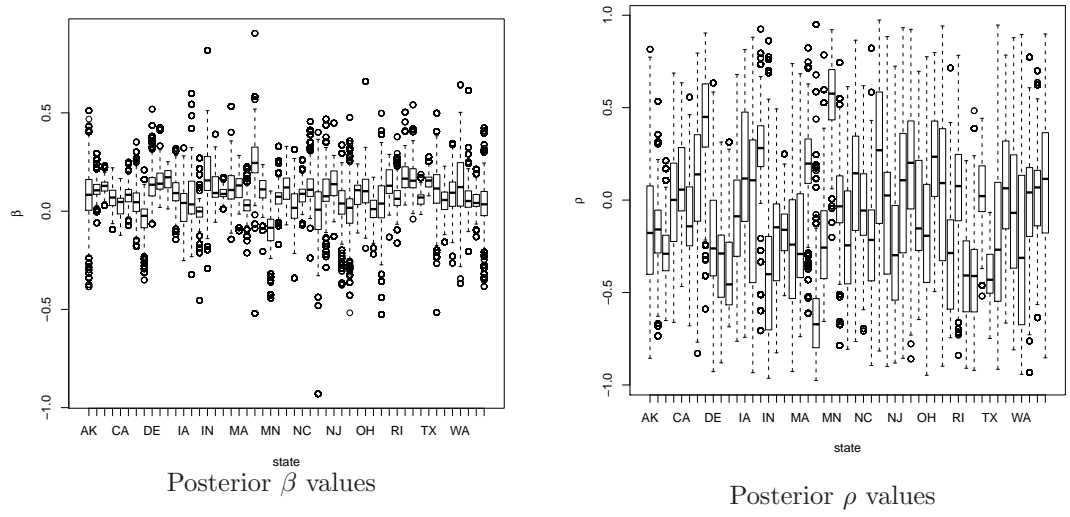 0.5
0.0
−0.5
−1.0
β
AK CA DE IA IN MA MN NC NJ OH RI TX WA
state
Posterior β values
1.0
0.5
0.0
−0.5
−1.0
ρ
AK CA DE IA IN MA MN NC NJ OH RI TX WA
state
Posterior ρ values